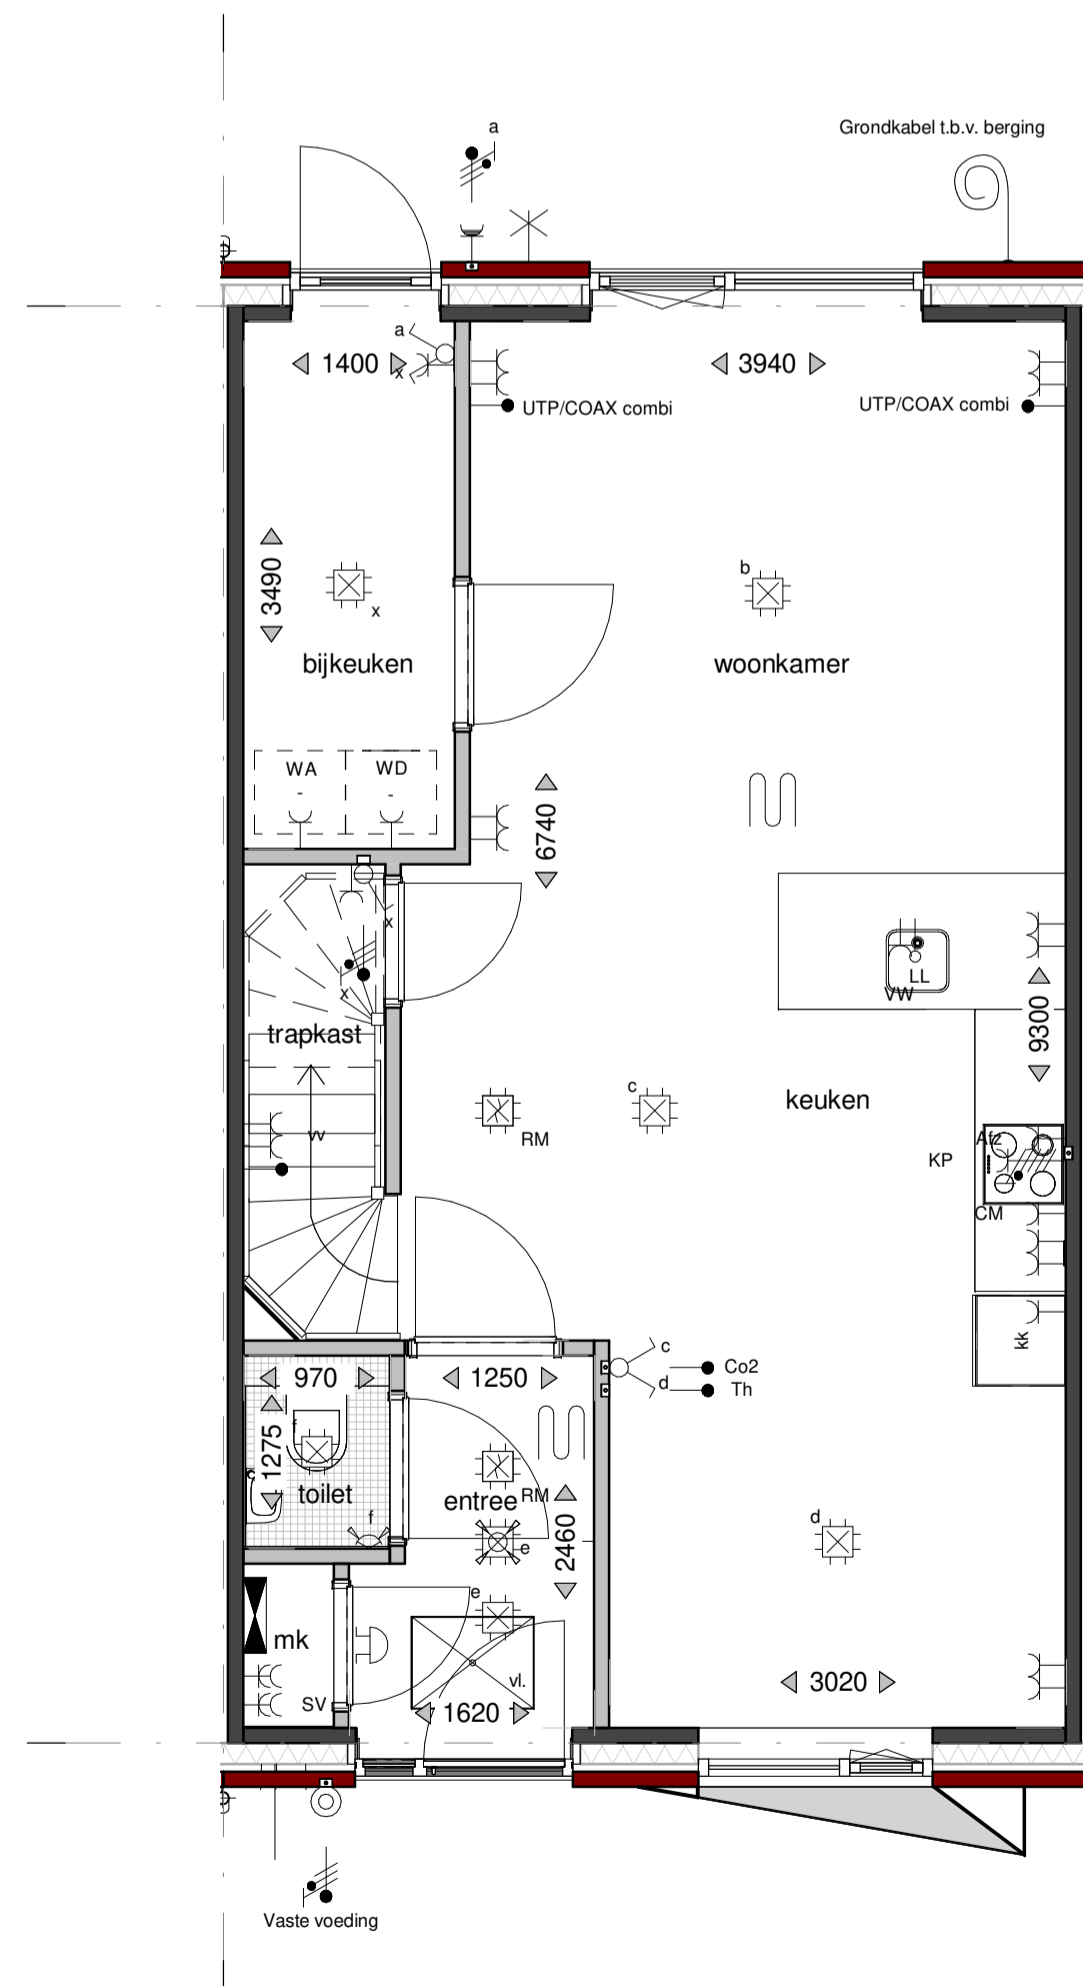 a
Grondkabel t.b.v. berging
a
1400
x
3940
UTP/COAX combi
UTP/COAX combi
3490
x
b
bijkeuken
woonkamer
WA
-
WD
-
6740
x
x
LL
VW
9300
trapkast
c
keuken
RM
VV
Afz
KP
CM
kk
970
1250
c
d
Co2
Th
1275
f
toilet
f
entree
RM
e
2460
d
e
mk
SV
vl.
1620
3020
Vaste voeding